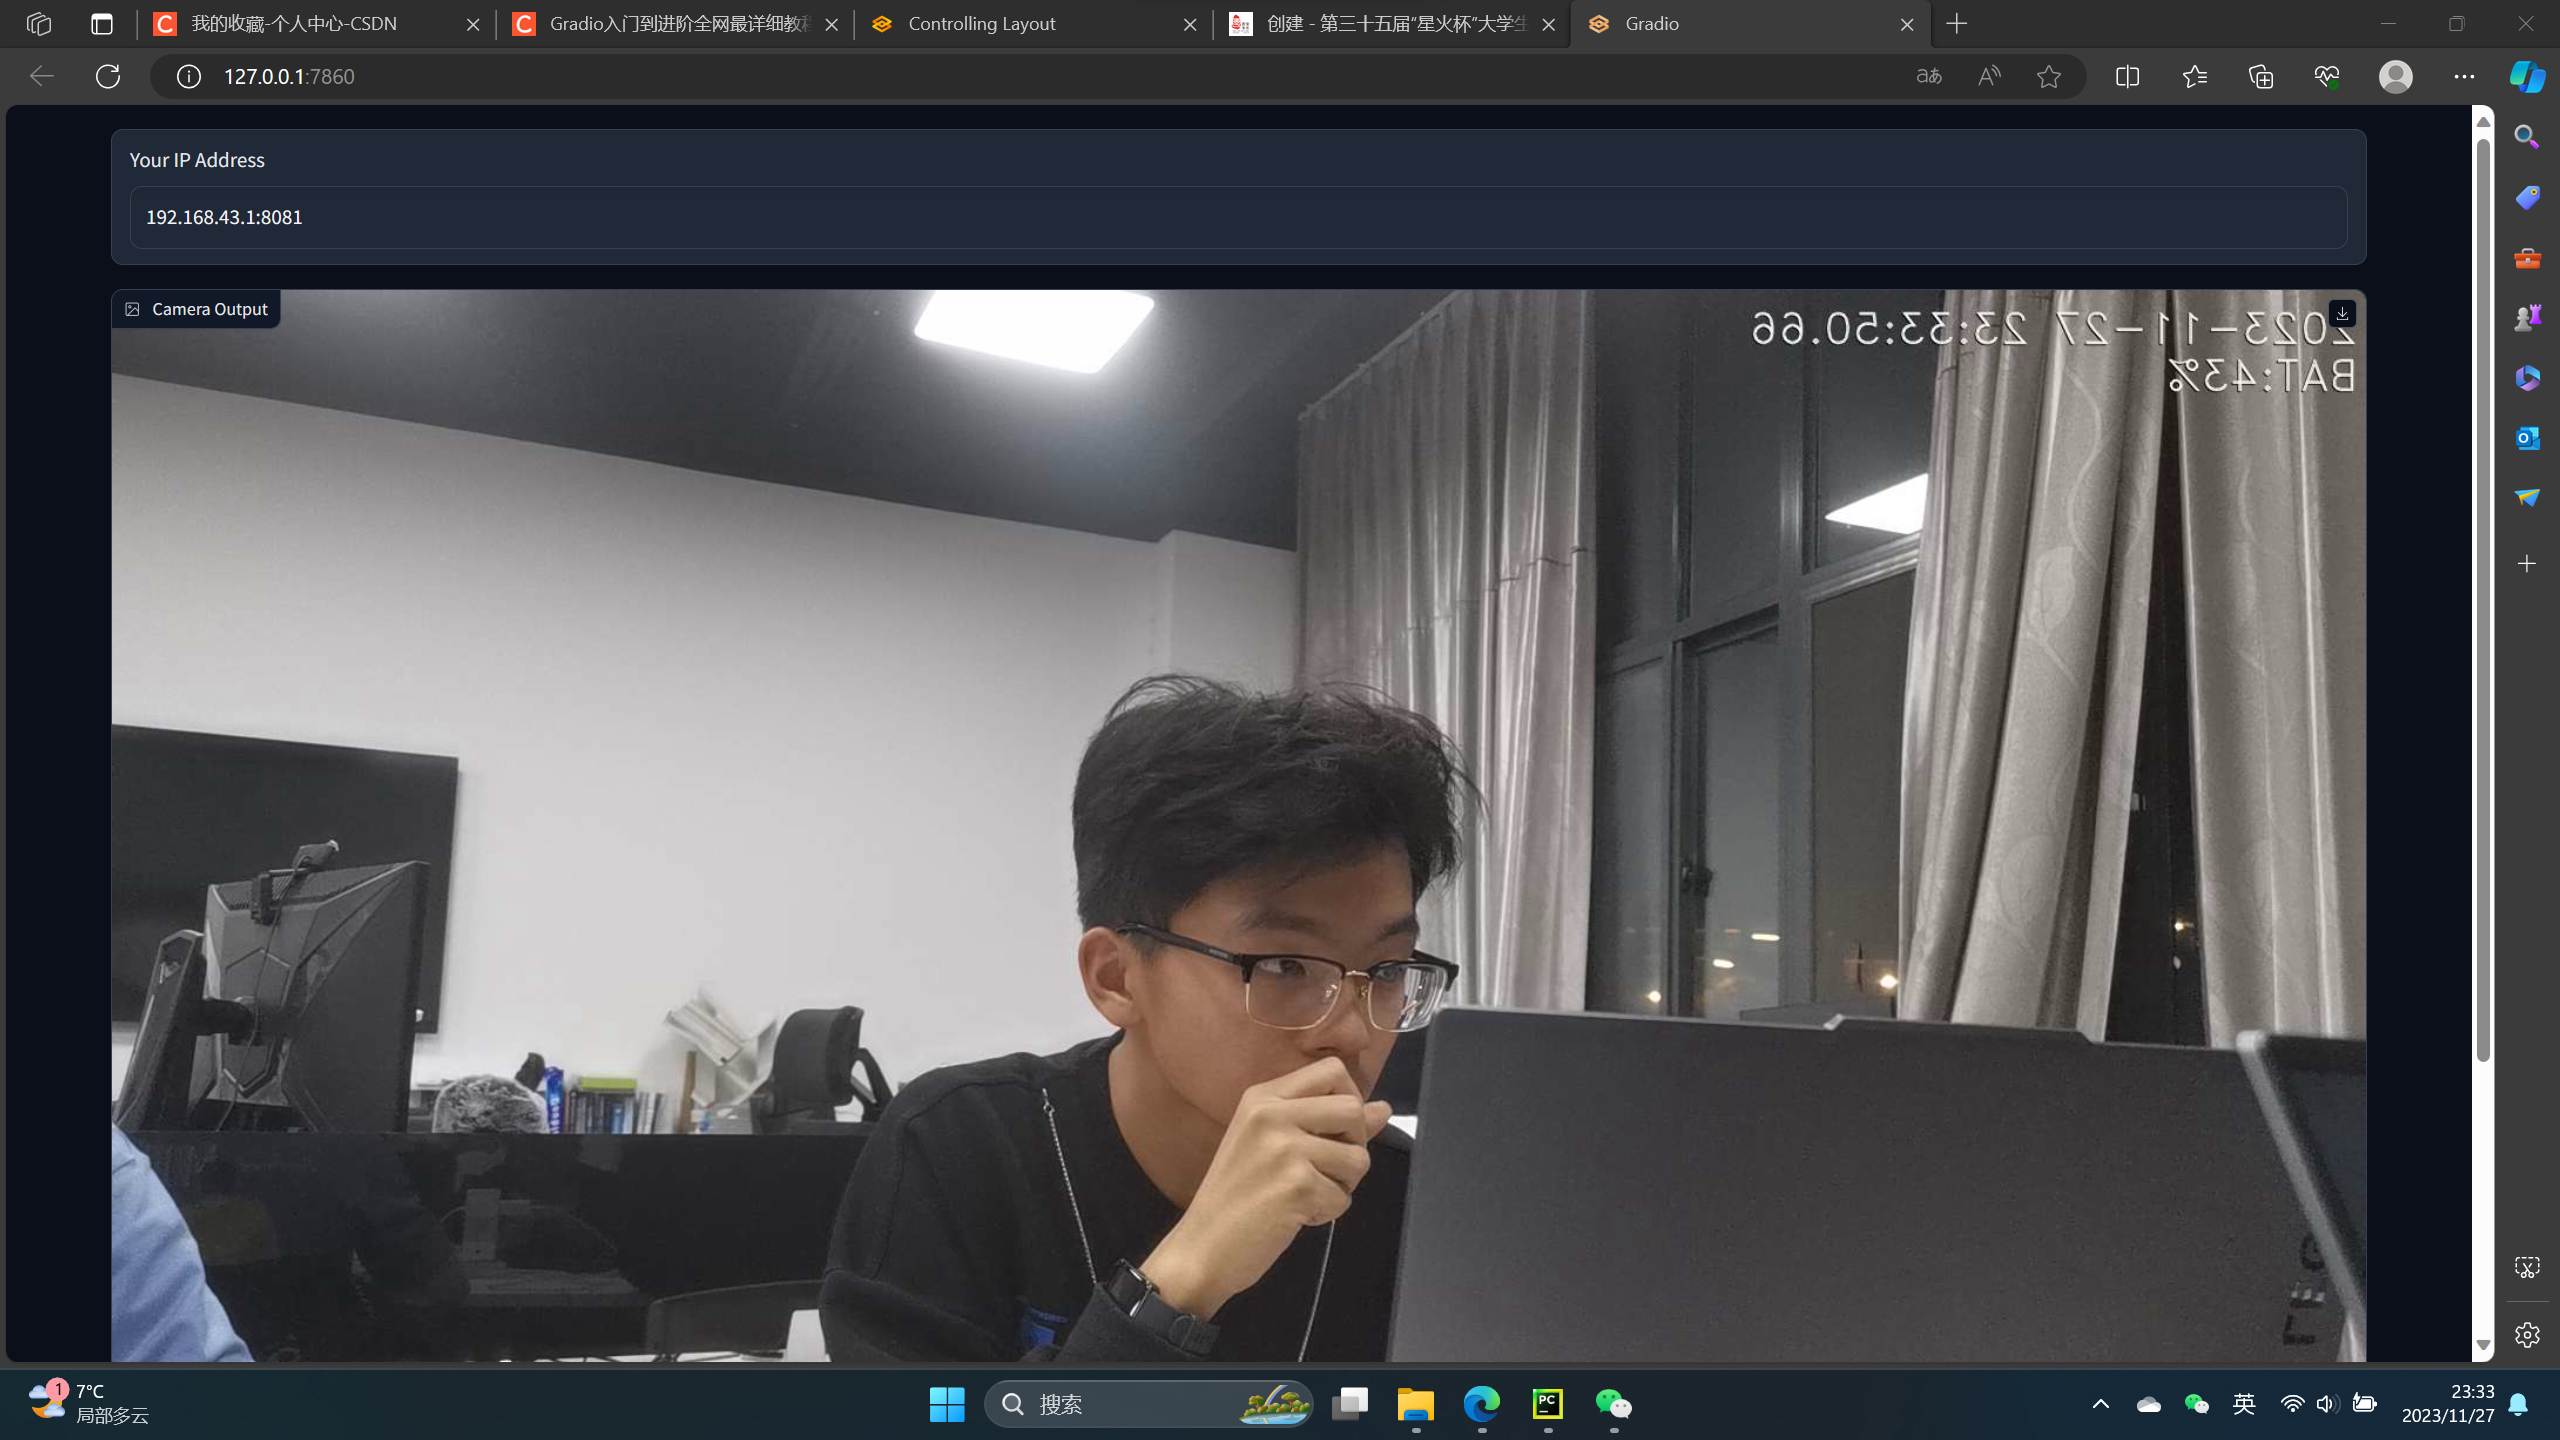 我的收藏-个人中心-CSDN
Gradio入门到进阶全网最详细教程
Controlling Layout
创建 - 第三十五届“星火杯”大学生
Gradio
127.0.0.1:7860
Your IP Address
192.168.43.1:8081
Camera Output
2023-11-27 23:33:50.66
BAT:43%
1
7°C
局部多云
搜索
英
23:33
2023/11/27